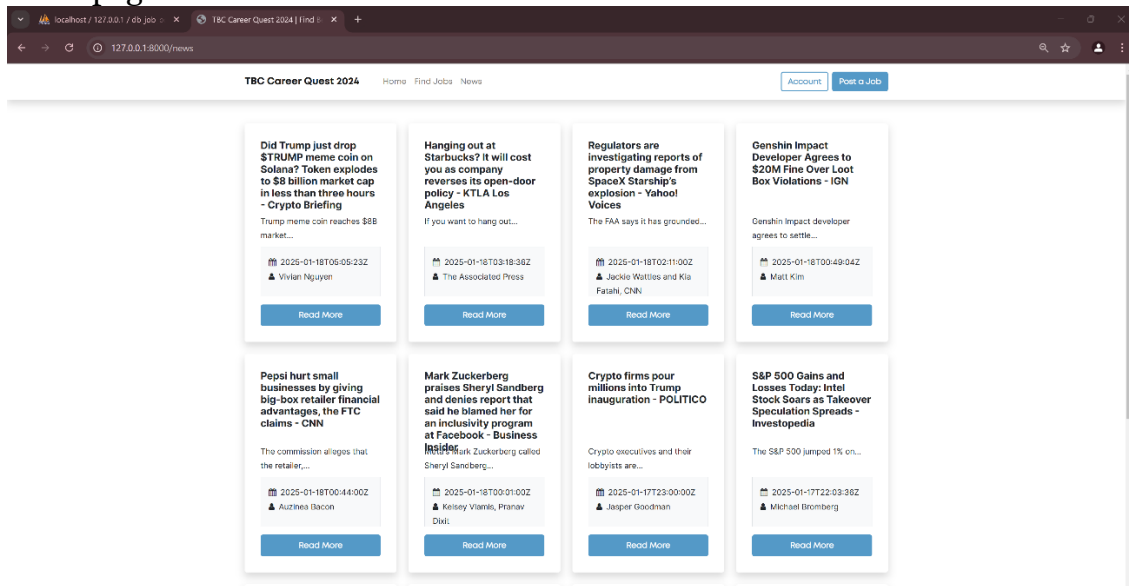 localhost / 127.0.0.1 / db job
TBC Career Quest 2024 | Find B
127.0.0.1:8000/news
TBC Career Quest 2024 Home Find Jobs News Account Post a Job
Did Trump just drop
$TRUMP meme coin on
Solana? Token explodes
to $8 billion market cap
in less than three hours
- Crypto Briefing
Trump meme coin reaches $8B
market...
2025-01-18T05:05:23Z
Vivian Nguyen
Read More
Hanging out at
Starbucks? It will cost
you as company
reverses its open-door
policy - KTLA Los
Angeles
If you want to hang out...
2025-01-18T03:18:38Z
The Associated Press
Read More
Regulators are
investigating reports of
property damage from
SpaceX Starship's
explosion - Yahoo!
Voices
The FAA says it has grounded...
2025-01-18T02:11:00Z
Jackie Wattles and Kia
Fatahi, CNN
Read More
Genshin Impact
Developer Agrees to
$20M Fine Over Loot
Box Violations - IGN
Genshin Impact developer
agrees to settle...
2025-01-18T00:49:04Z
Matt Kim
Read More
Pepsi hurt small
businesses by giving
big-box retailer financial
advantages, the FTC
claims - CNN
The commission alleges that
the retailer,...
2025-01-18T00:44:00Z
Auzinea Bacon
Read More
Mark Zuckerberg
praises Sheryl Sandberg
and denies report that
said he blamed her for
an inclusivity program
at Facebook - Business
Insider
Meta's Mark Zuckerberg called
Sheryl Sandberg...
2025-01-18T00:01:00Z
Kelsey Vlamis, Pranav
Dixit
Read More
Crypto firms pour
millions into Trump
inauguration - POLITICO
Crypto executives and their
lobbyists are...
2025-01-17T23:00:00Z
Jasper Goodman
Read More
S&P 500 Gains and
Losses Today: Intel
Stock Soars as Takeover
Speculation Spreads -
Investopedia
The S&P 500 jumped 1% on...
2025-01-17T22:03:36Z
Michael Bromberg
Read More